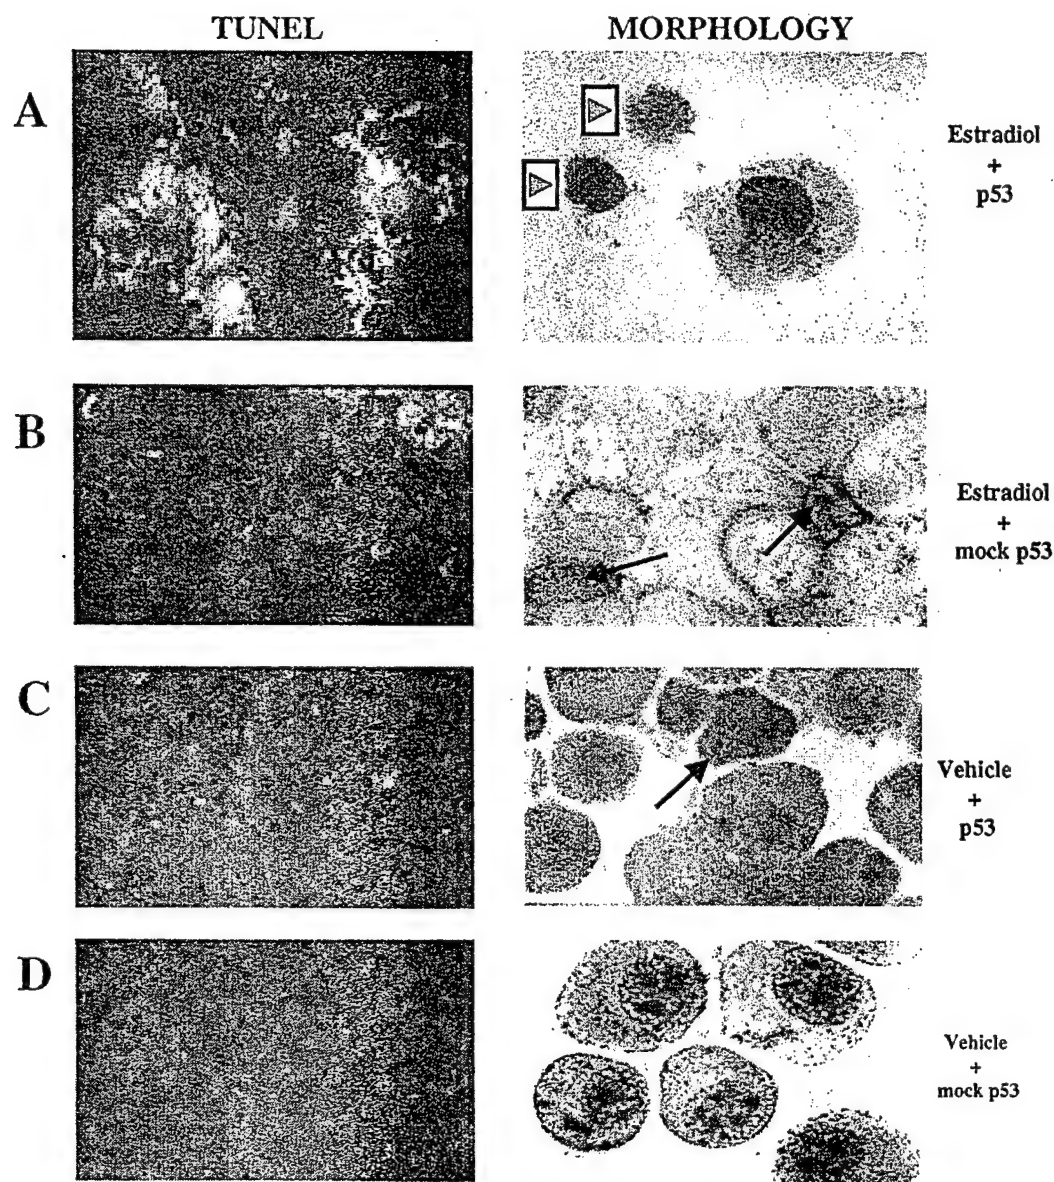 TUNEL
MORPHOLOGY
A
Estradiol
+
p53
B
Estradiol
+
mock p53
C
Vehicle
+
p53
D
Vehicle
+
mock p53